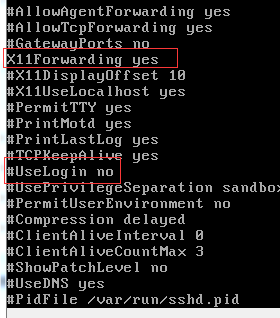 #AllowAgentForwarding yes
#AllowTcpForwarding yes
#GatewayPorts no
X11Forwarding yes
#X11DisplayOffset 10
#X11UseLocalhost yes
#PermitTTY yes
#PrintMotd yes
#PrintLastLog yes
#TCPKeepAlive yes
#UseLogin no
#UsePrivilegeSeparation sandbox
#PermitUserEnvironment no
#Compression delayed
#ClientAliveInterval 0
#ClientAliveCountMax 3
#ShowPatchLevel no
#UseDNS yes
#PidFile /var/run/sshd.pid